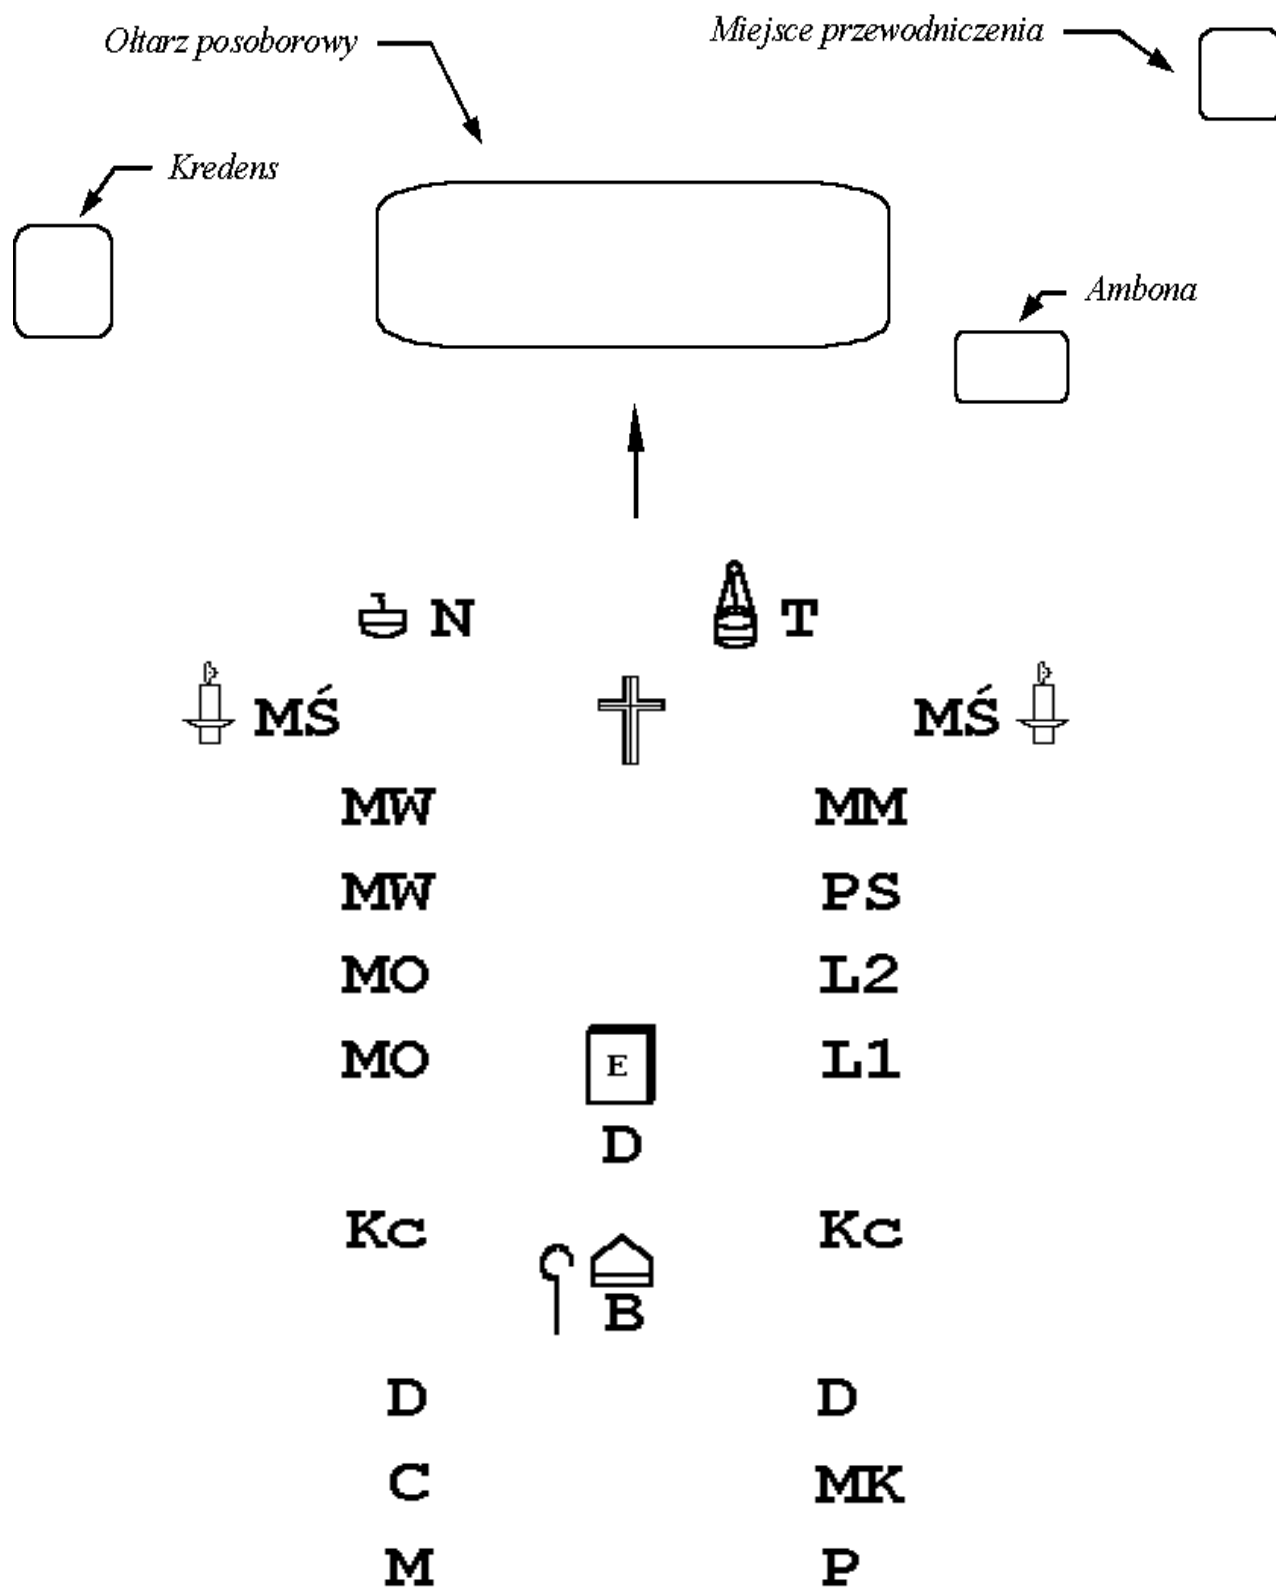 Ołtarz posoborowy
Miejsce przewodniczenia
Kredens
Ambona
N T
MŚ MŚ
MW MM
MW PS
MO L2
MO E L1
D
Kc Kc
B
D D
C MK
M P